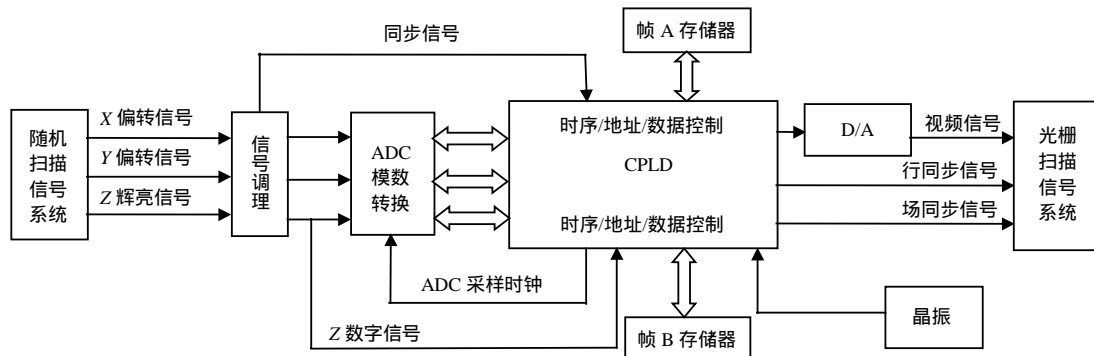 同步信号
帧 A 存储器
随机
扫描
信号
系统
X 偏转信号
Y 偏转信号
Z 辉亮信号
信号调理
ADC
模数
转换
时序/地址/数据控制
CPLD
时序/地址/数据控制
D/A
视频信号
行同步信号
场同步信号
光栅
扫描
信号
系统
ADC 采样时钟
Z 数字信号
帧 B 存储器
晶振